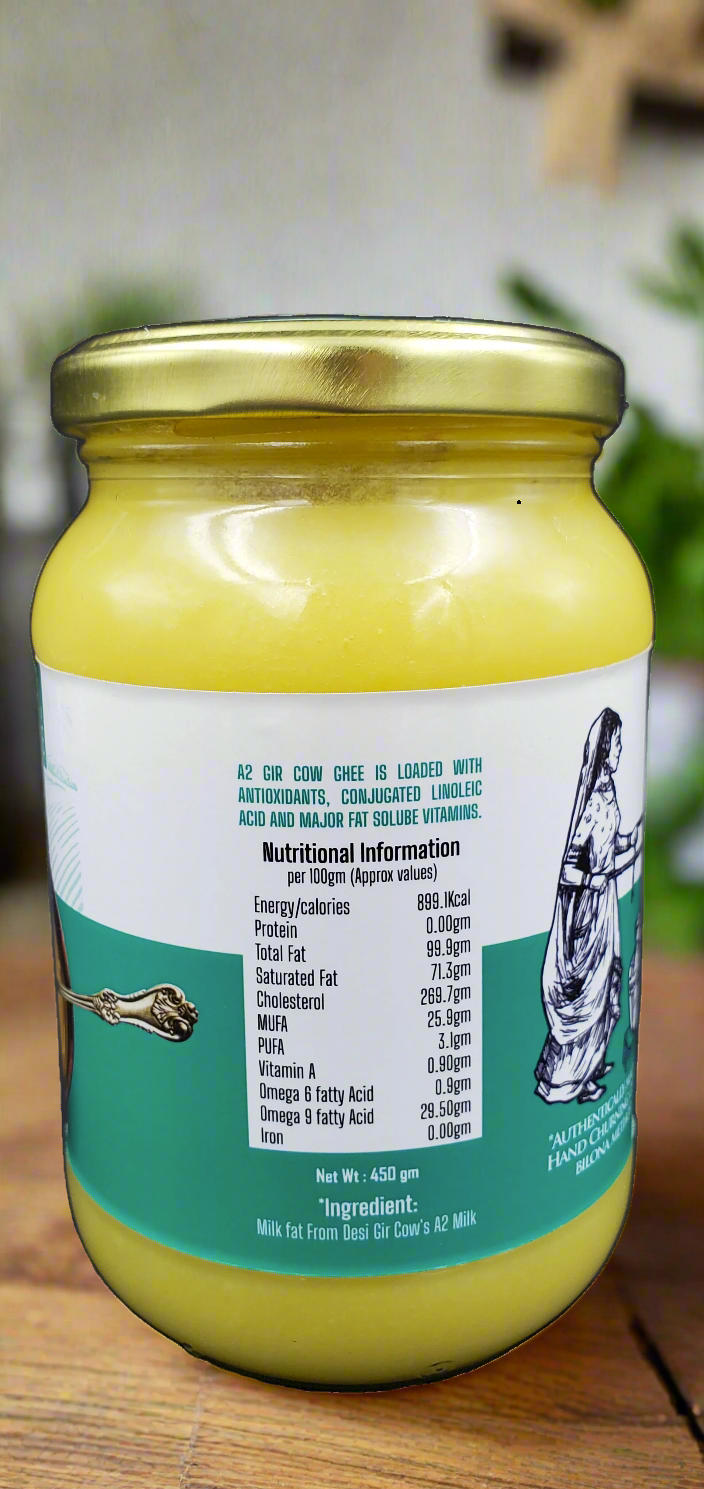 A2 GIR COW GHEE IS LOADED WITH
ANTIOXIDANTS, CONJUGATED LINOLEIC
ACID AND MAJOR FAT SOLUBE VITAMINS.
Nutritional Information
per 100gm (Approx values)
Energy/calories 899.1Kcal
Protein 0.00gm
Total Fat 99.9gm
Saturated Fat 71.3gm
Cholesterol 269.7gm
MUFA 25.9gm
PUFA 3.1gm
Vitamin A 0.90gm
Omega 6 fatty Acid 0.9gm
Omega 9 fatty Acid 29.50gm
Iron 0.00gm
Net Wt : 450 gm
*Ingredient:
Milk fat From Desi Gir Cow's A2 Milk
"AUTHENTICALLY
HAND CHURNING
BILONA